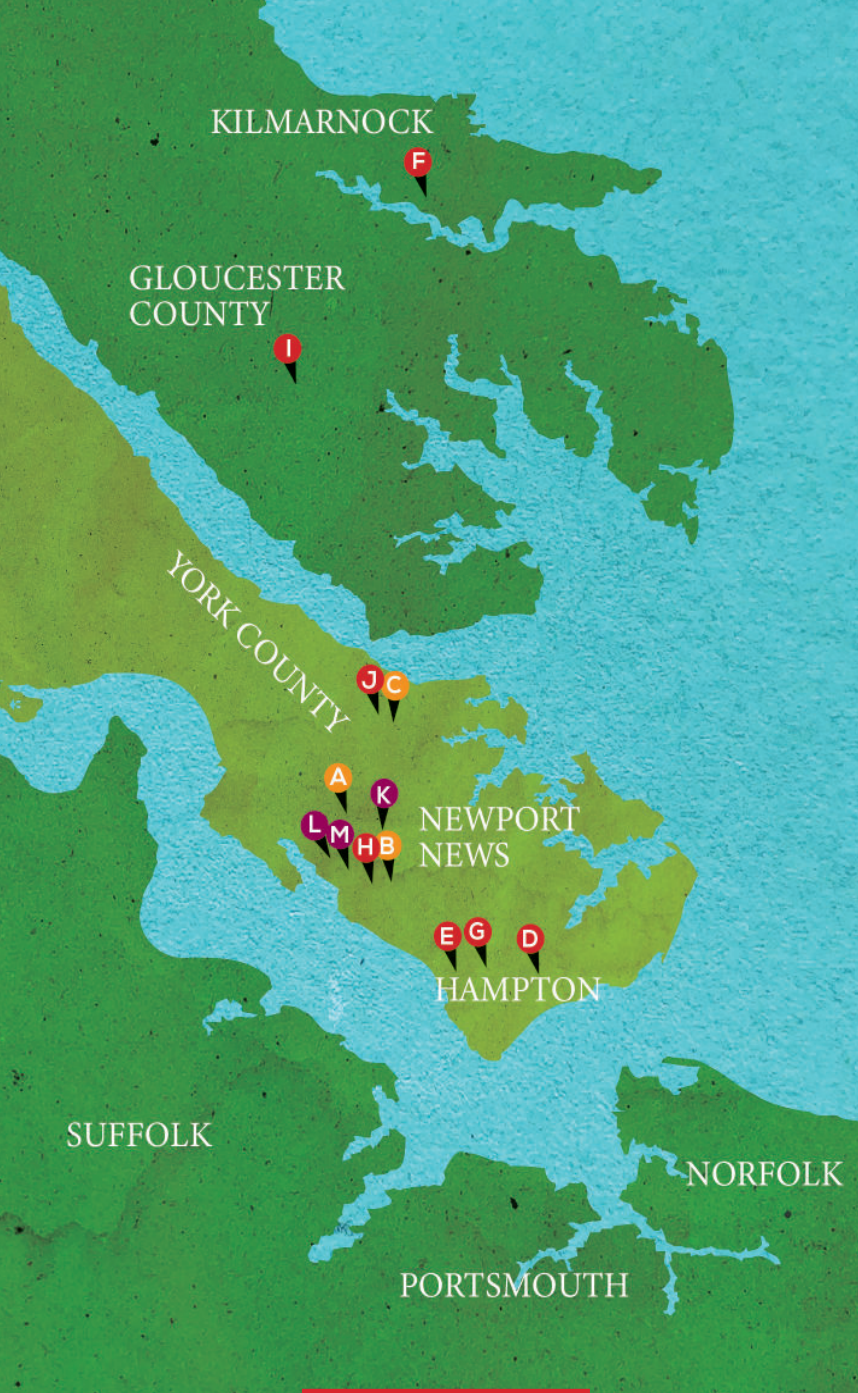 KILMARNOCK
F
GLOUCESTER
COUNTY
I
YORK COUNTY
J C
A
K
L M H B
NEWPORT
NEWS
E G D
HAMPTON
SUFFOLK
NORFOLK
PORTSMOUTH